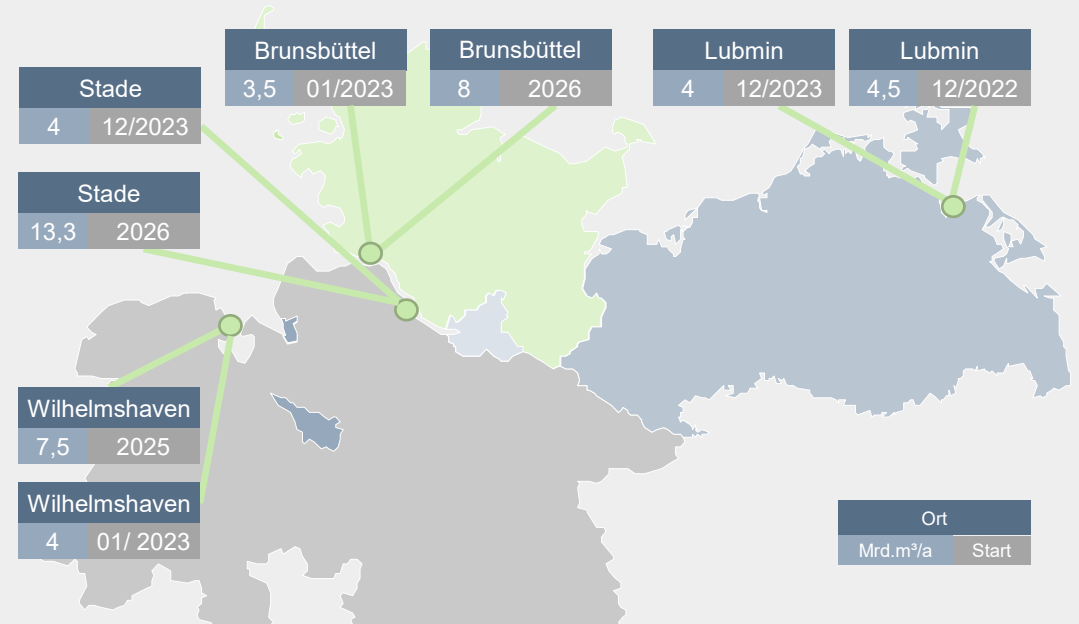 Brunsbüttel
3,5 01/2023
Brunsbüttel
8 2026
Lubmin
4 12/2023
Lubmin
4,5 12/2022
Stade
4 12/2023
Stade
13,3 2026
Wilhelmshaven
7,5 2025
Wilhelmshaven
4 01/ 2023
Ort
Mrd.m³/a Start